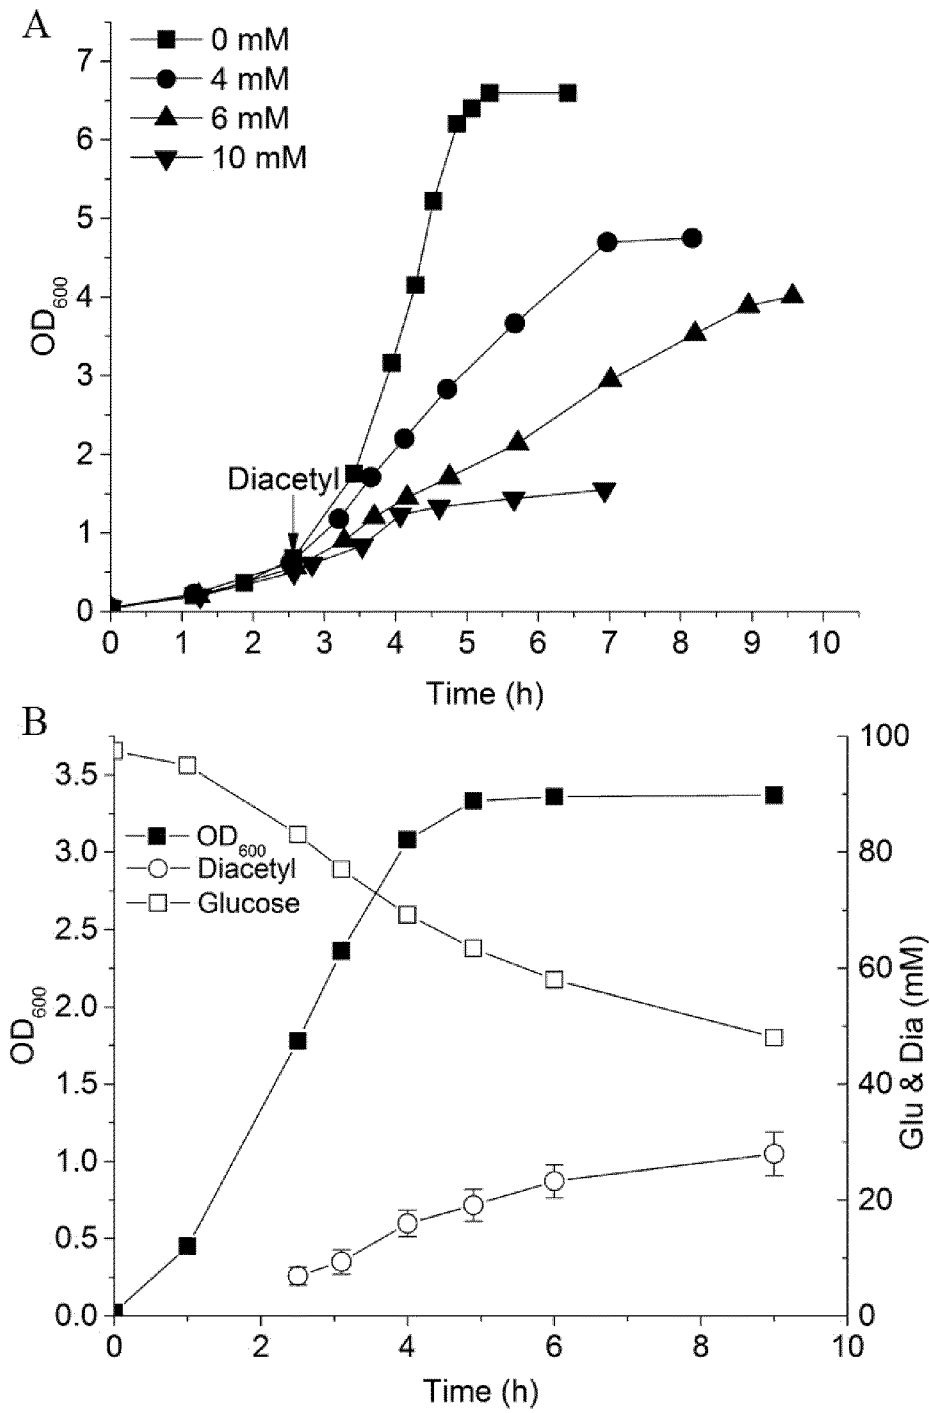 A
0 mM
4 mM
6 mM
10 mM
7
6
5
4
3
2
1
0
OD600
Diacetyl
0 1 2 3 4 5 6 7 8 9 10
Time (h)
B
3.5
3.0
2.5
2.0
1.5
1.0
0.5
0.0
OD600
OD600
Diacetyl
Glucose
100
80
60
40
20
0
Glu & Dia (mM)
0 2 4 6 8 10
Time (h)